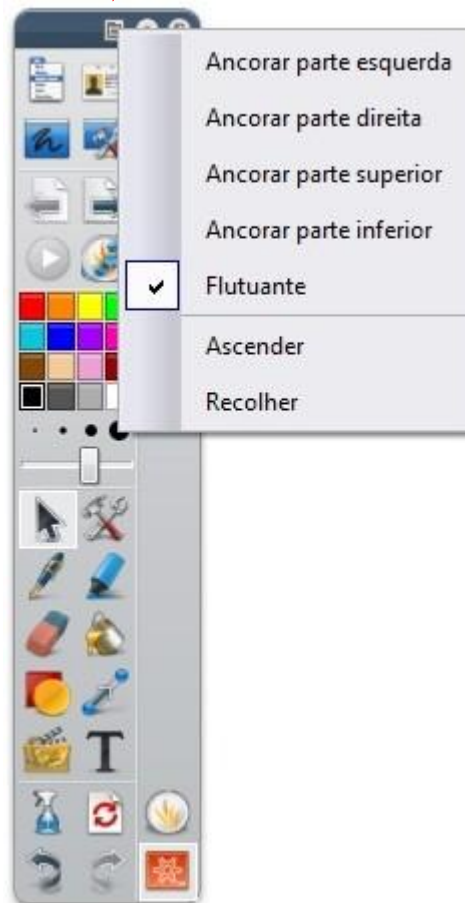 Ancorar parte esquerda
Ancorar parte direita
Ancorar parte superior
Ancorar parte inferior
Flutuante
Ascender
Recolher
T